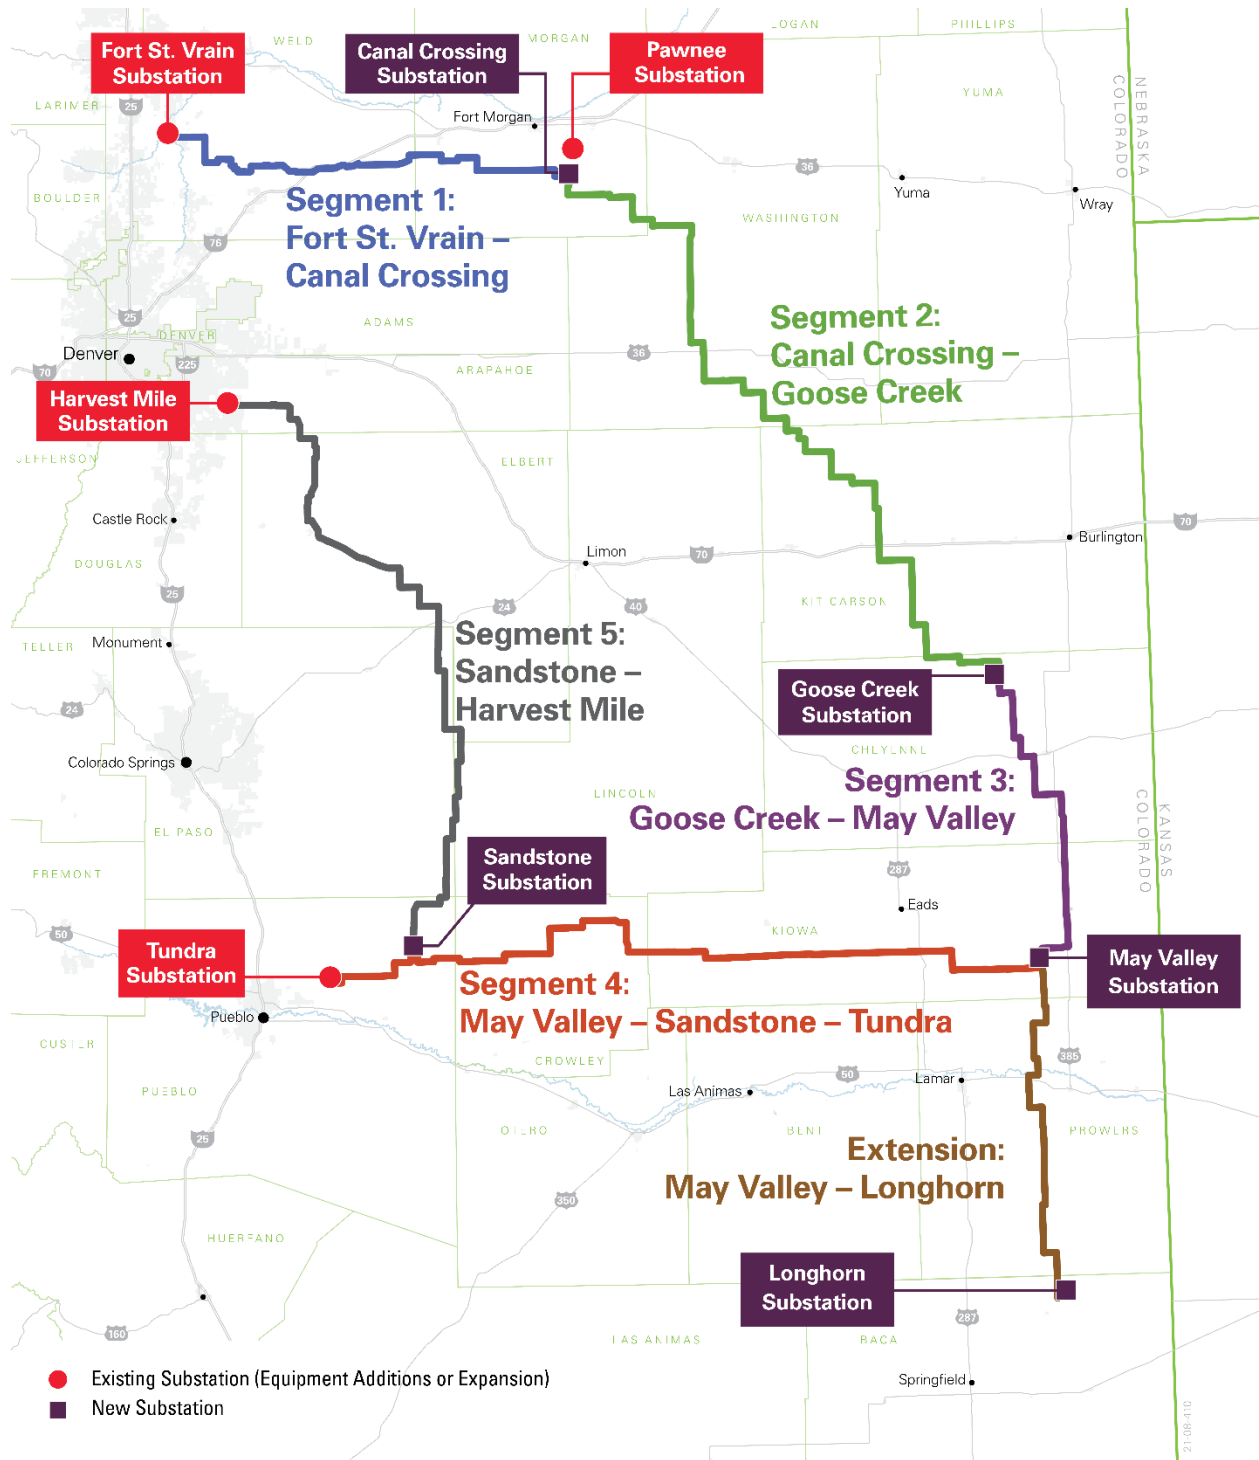 LOGAN
PHILLIPS
WELD
MORGAN
Fort St. Vrain
Substation
Canal Crossing
Substation
Pawnee
Substation
LARIMER
25
Fort Morgan
YUMA
NEBRASKA
COLORADO
36
Yuma
Wray
BOULDER
Segment 1:
Fort St. Vrain –
Canal Crossing
WASHINGTON
76
25
ADAMS
DENVER
Denver
225
70
36
ARAPAHOE
Segment 2:
Canal Crossing –
Goose Creek
Harvest Mile
Substation
JEFFERSON
ELBERT
Castle Rock
70
Burlington
Limon
70
DOUGLAS
25
24
40
KIT CARSON
TELLER
Monument
Segment 5:
Sandstone –
Harvest Mile
Goose Creek
Substation
24
Colorado Springs
CHEYENNE
Segment 3:
Goose Creek – May Valley
LINCOLN
COLORADO
KANSAS
EL PASO
Sandstone
Substation
FREMONT
287
Eads
50
KIOWA
Tundra
Substation
May Valley
Substation
Segment 4:
May Valley – Sandstone – Tundra
Pueblo
CUSTER
CROWLEY
385
50
Lamar
Las Animas
PUEBLO
OTERO
BENT
PROWERS
25
Extension:
May Valley – Longhorn
350
HUERFANO
Longhorn
Substation
287
160
LAS ANIMAS
BACA
Springfield
Existing Substation (Equipment Additions or Expansion)
New Substation
21-08-410